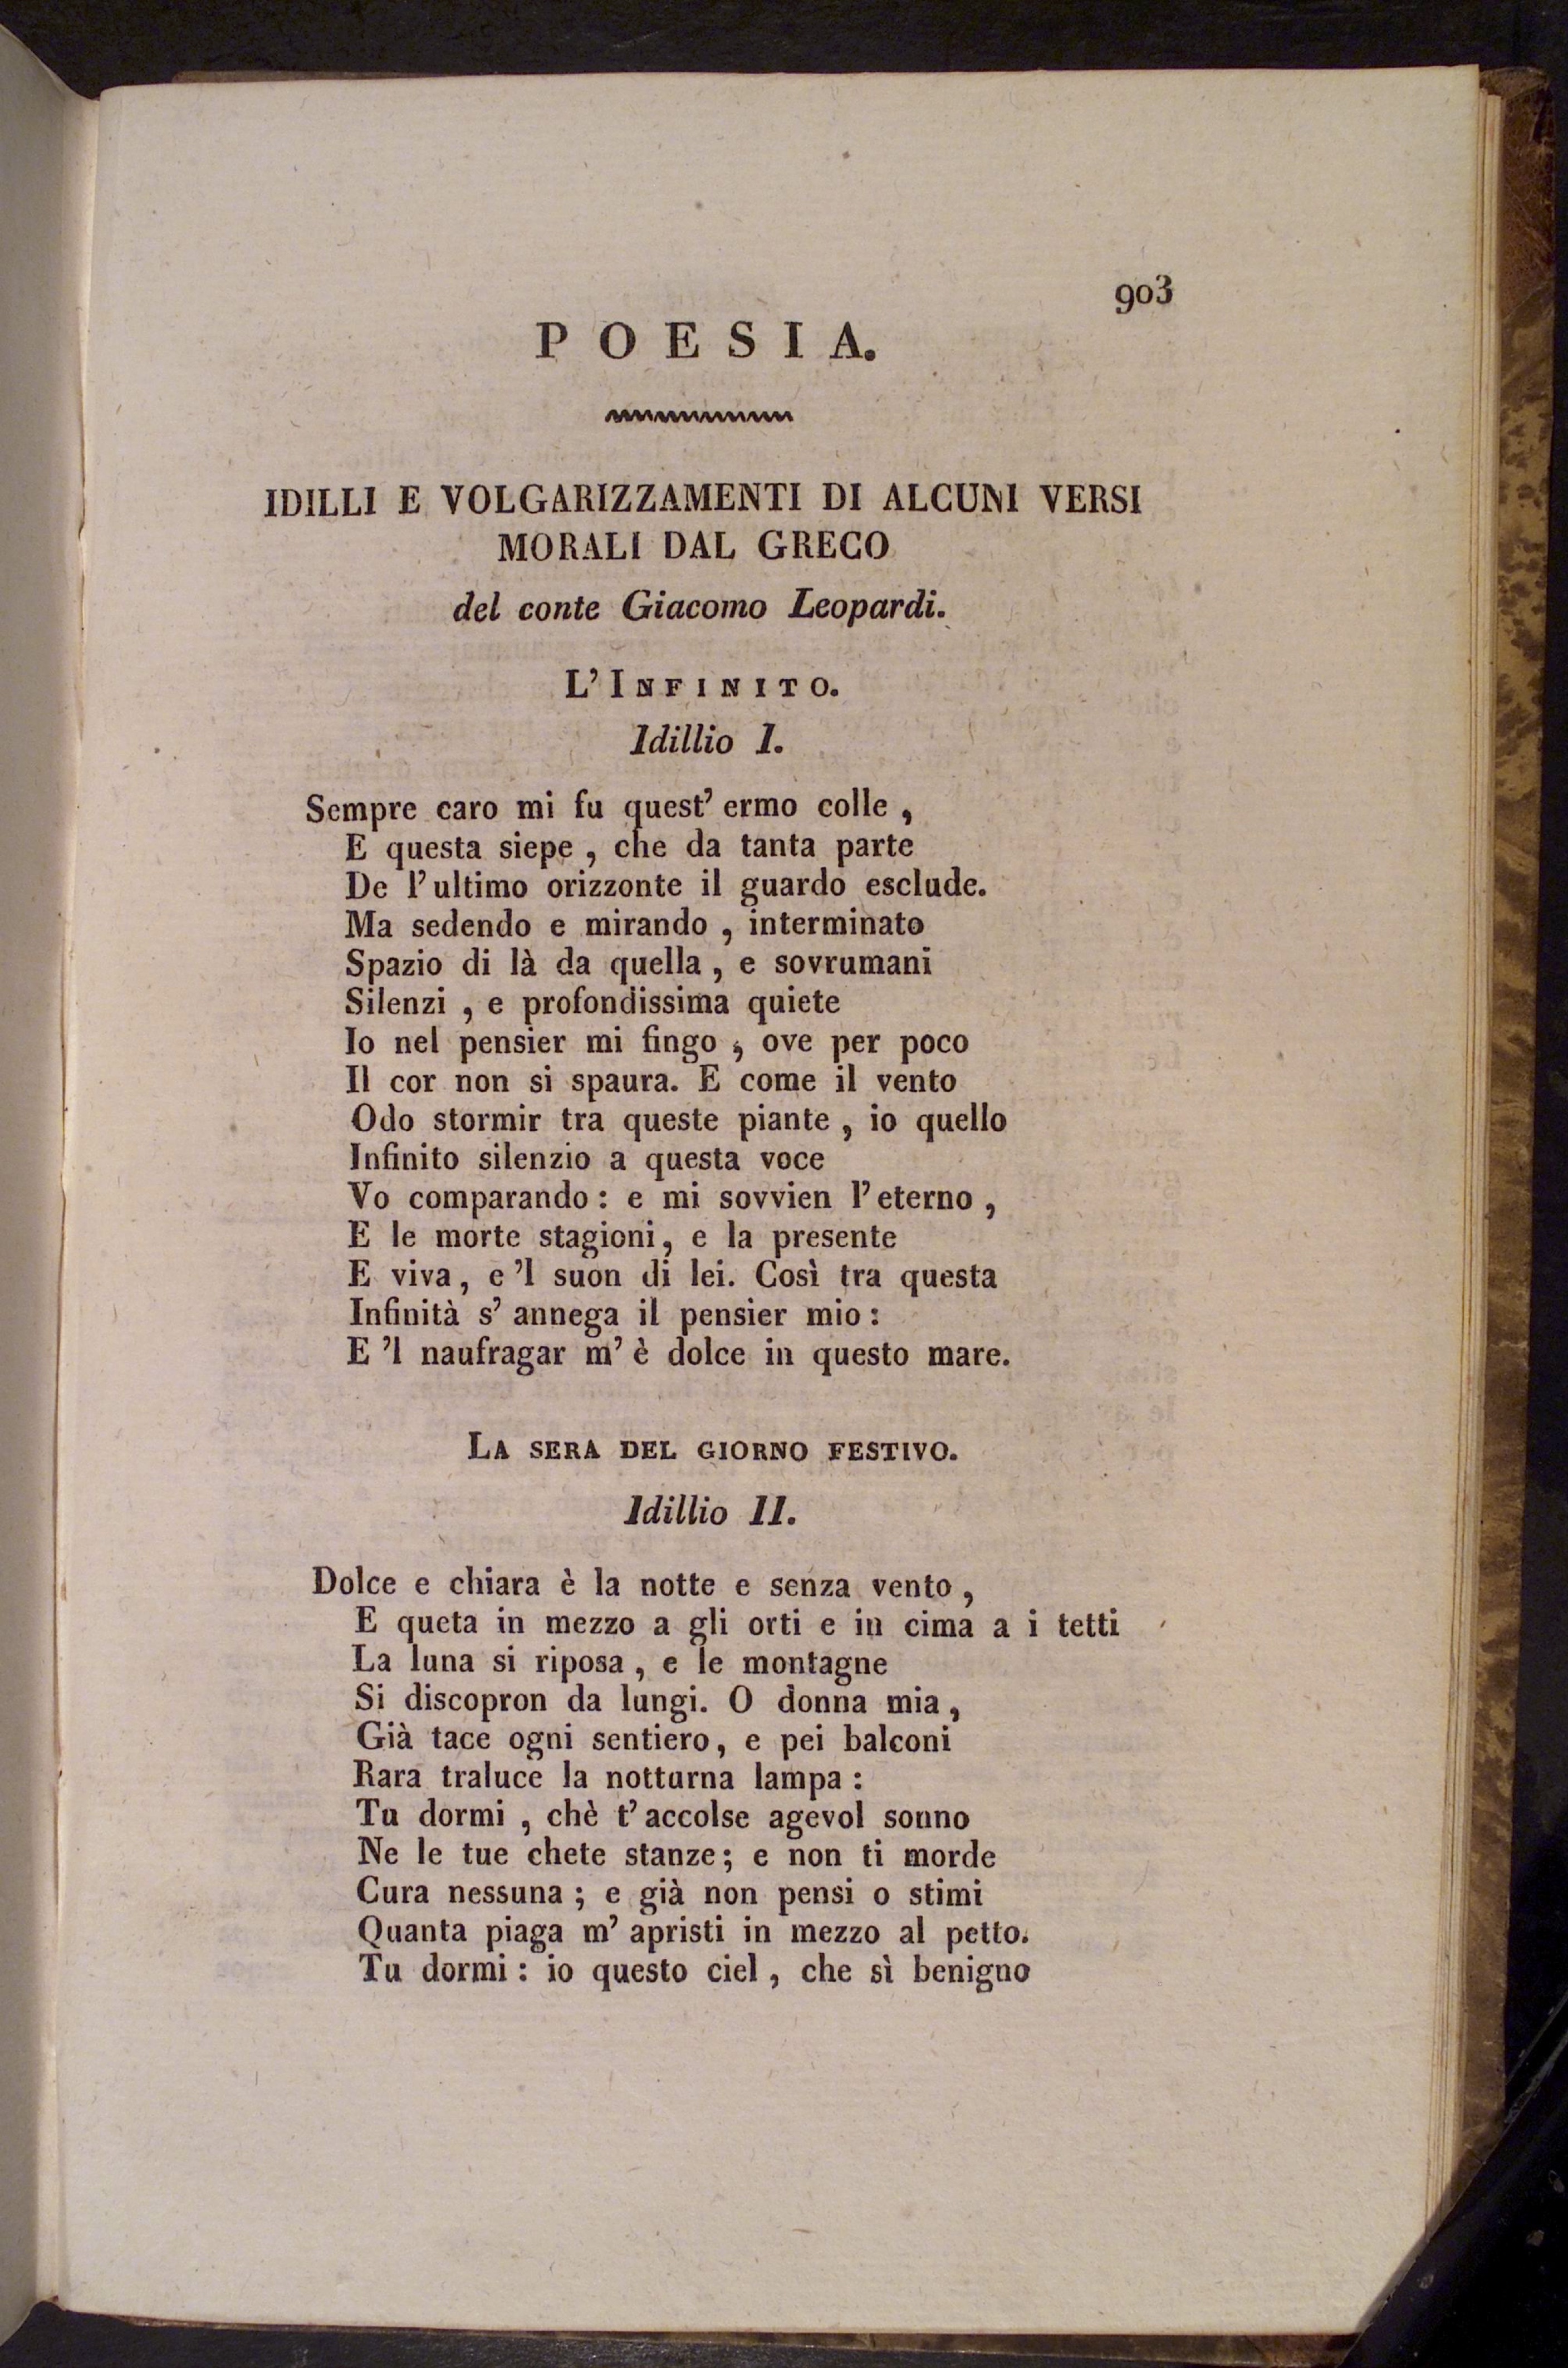 903
POESIA.
IDILLI E VOLGARIZZAMENTI DI ALCUNI VERSI
MORALI DAL GRECO
del conte Giacomo Leopardi.
L'INFINITO.
Idillio I.
Sempre caro mi fu quest' ermo colle ,
E questa siepe , che da tanta parte
De l'ultimo orizzonte il guardo esclude.
Ma sedendo e mirando , interminato
Spazio di là da quella , e sovrumani
Silenzi , e profondissima quiete
Io nel pensier mi fingo , ove per poco
Il cor non si spaura. E come il vento
Odo stormir tra queste piante , io quello
Infinito silenzio a questa voce
Vo comparando : e mi sovvien l'eterno ,
E le morte stagioni, e la presente
E viva, e 'l suon di lei. Così tra questa
Infinità s' annega il pensier mio :
E 'l naufragar m' è dolce in questo mare.
LA SERA DEL GIORNO FESTIVO.
Idillio II.
Dolce e chiara è la notte e senza vento ,
E queta in mezzo a gli orti e in cima a i tetti
La luna si riposa , e le montagne
Si discopron da lungi. O donna mia ,
Già tace ogni sentiero, e pei balconi
Rara traluce la notturna lampa :
Tu dormi , chè t'accolse agevol sonno
Ne le tue chete stanze; e non ti morde
Cura nessuna ; e già non pensi o stimi
Quanta piaga m' apristi in mezzo al petto.
Tu dormi : io questo ciel , che sì benigno